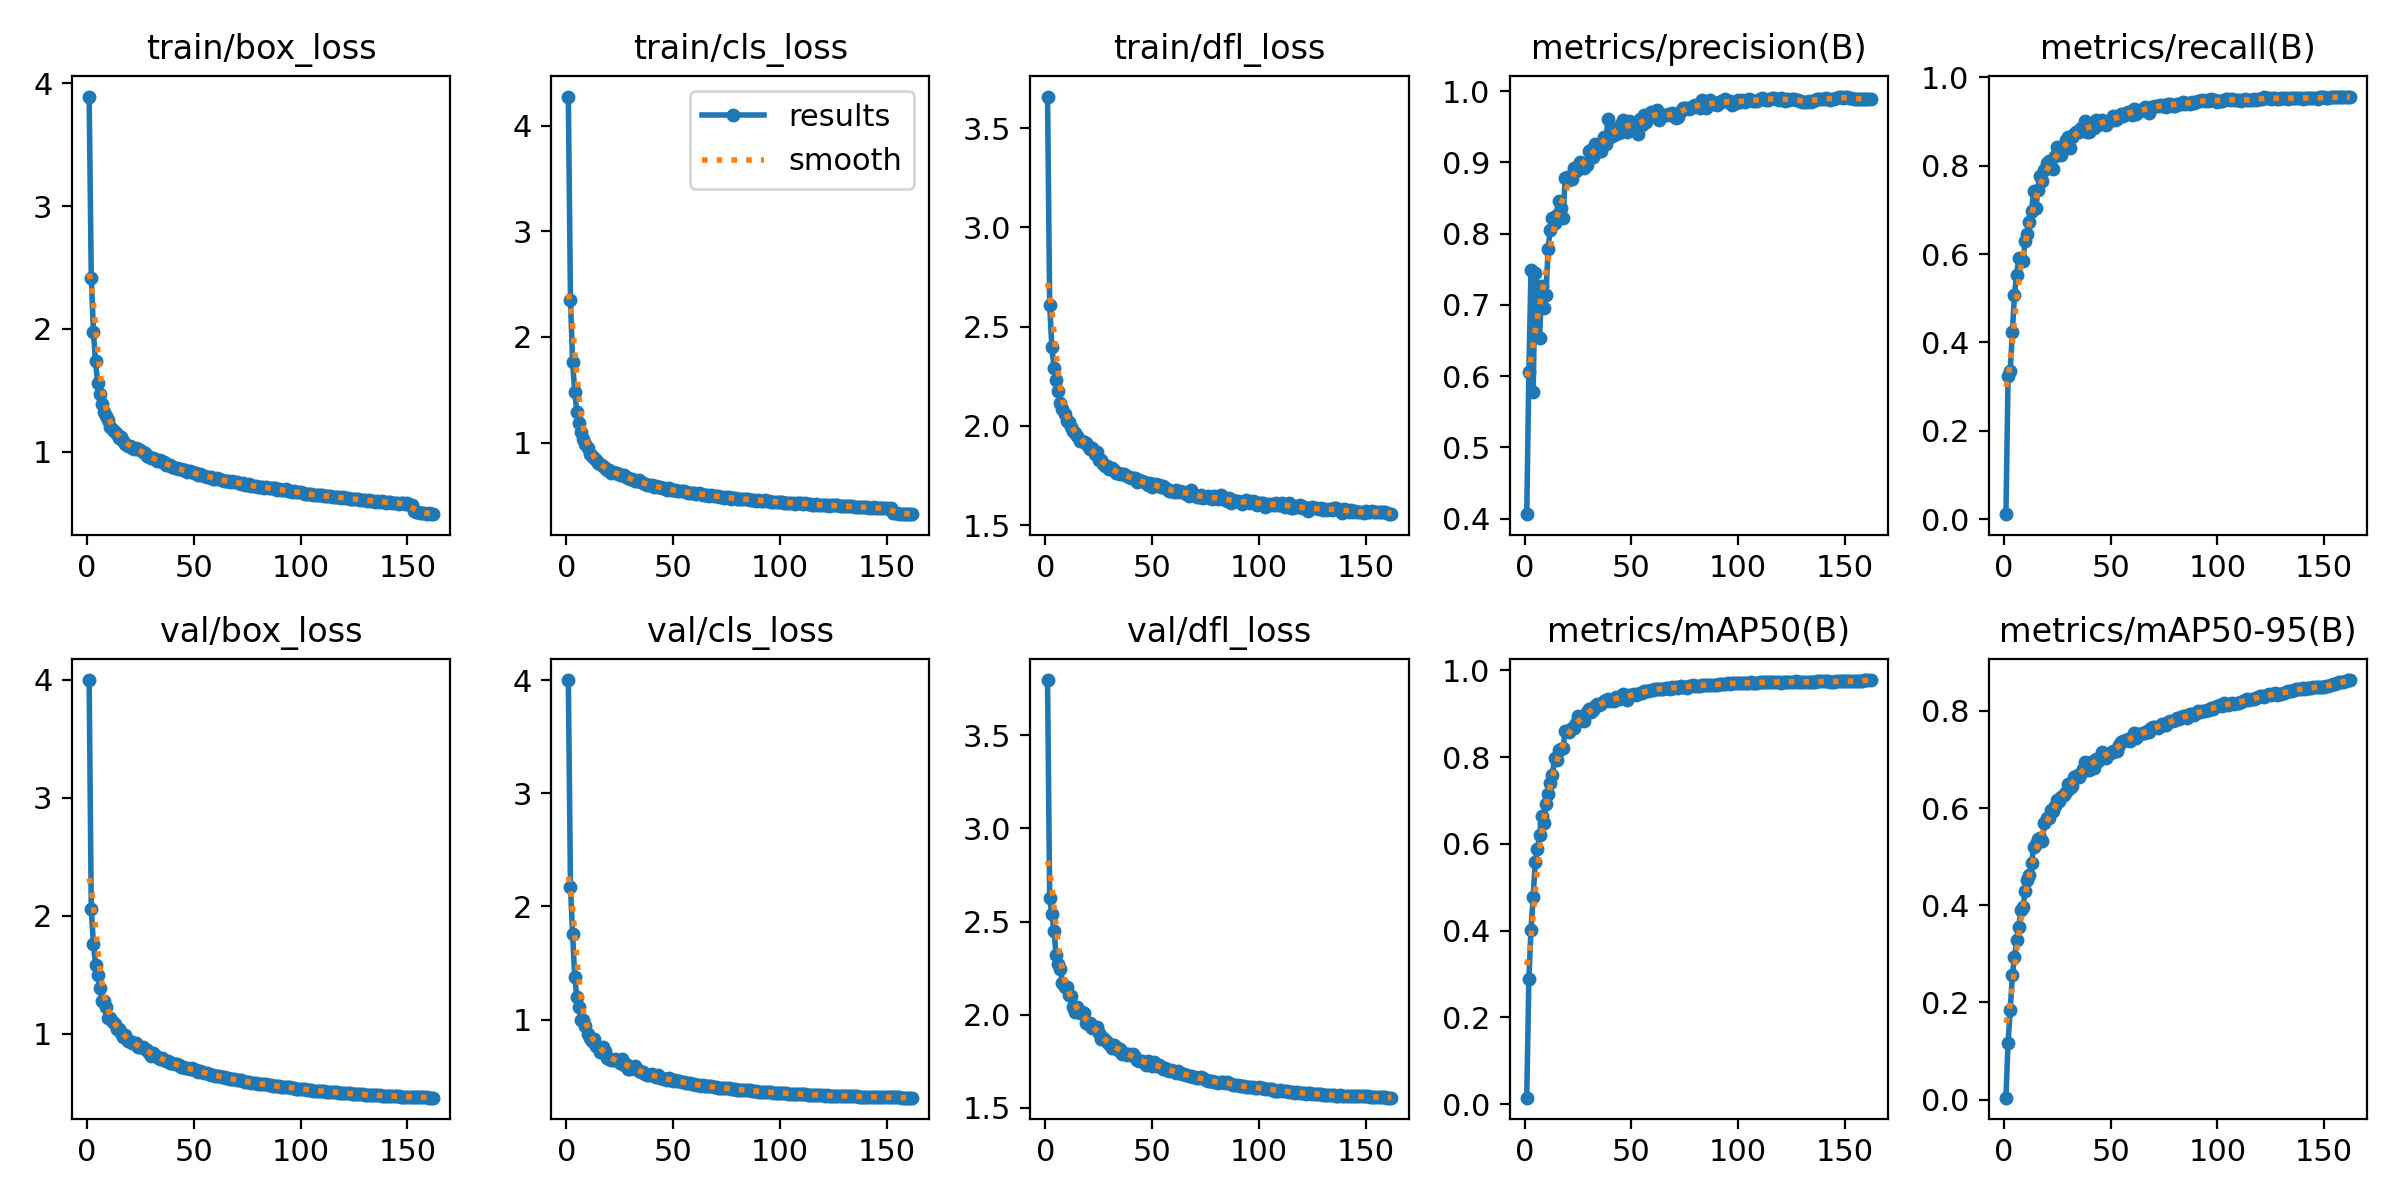 train/box_loss
4
3
2
1
0 50 100 150
train/cls_loss
results
smooth
4
3
2
1
0 50 100 150
train/dfl_loss
3.5
3.0
2.5
2.0
1.5
0 50 100 150
metrics/precision(B)
1.0
0.9
0.8
0.7
0.6
0.5
0.4
0 50 100 150
metrics/recall(B)
1.0
0.8
0.6
0.4
0.2
0.0
0 50 100 150
val/box_loss
4
3
2
1
0 50 100 150
val/cls_loss
4
3
2
1
0 50 100 150
val/dfl_loss
3.5
3.0
2.5
2.0
1.5
0 50 100 150
metrics/mAP50(B)
1.0
0.8
0.6
0.4
0.2
0.0
0 50 100 150
metrics/mAP50-95(B)
0.8
0.6
0.4
0.2
0.0
0 50 100 150